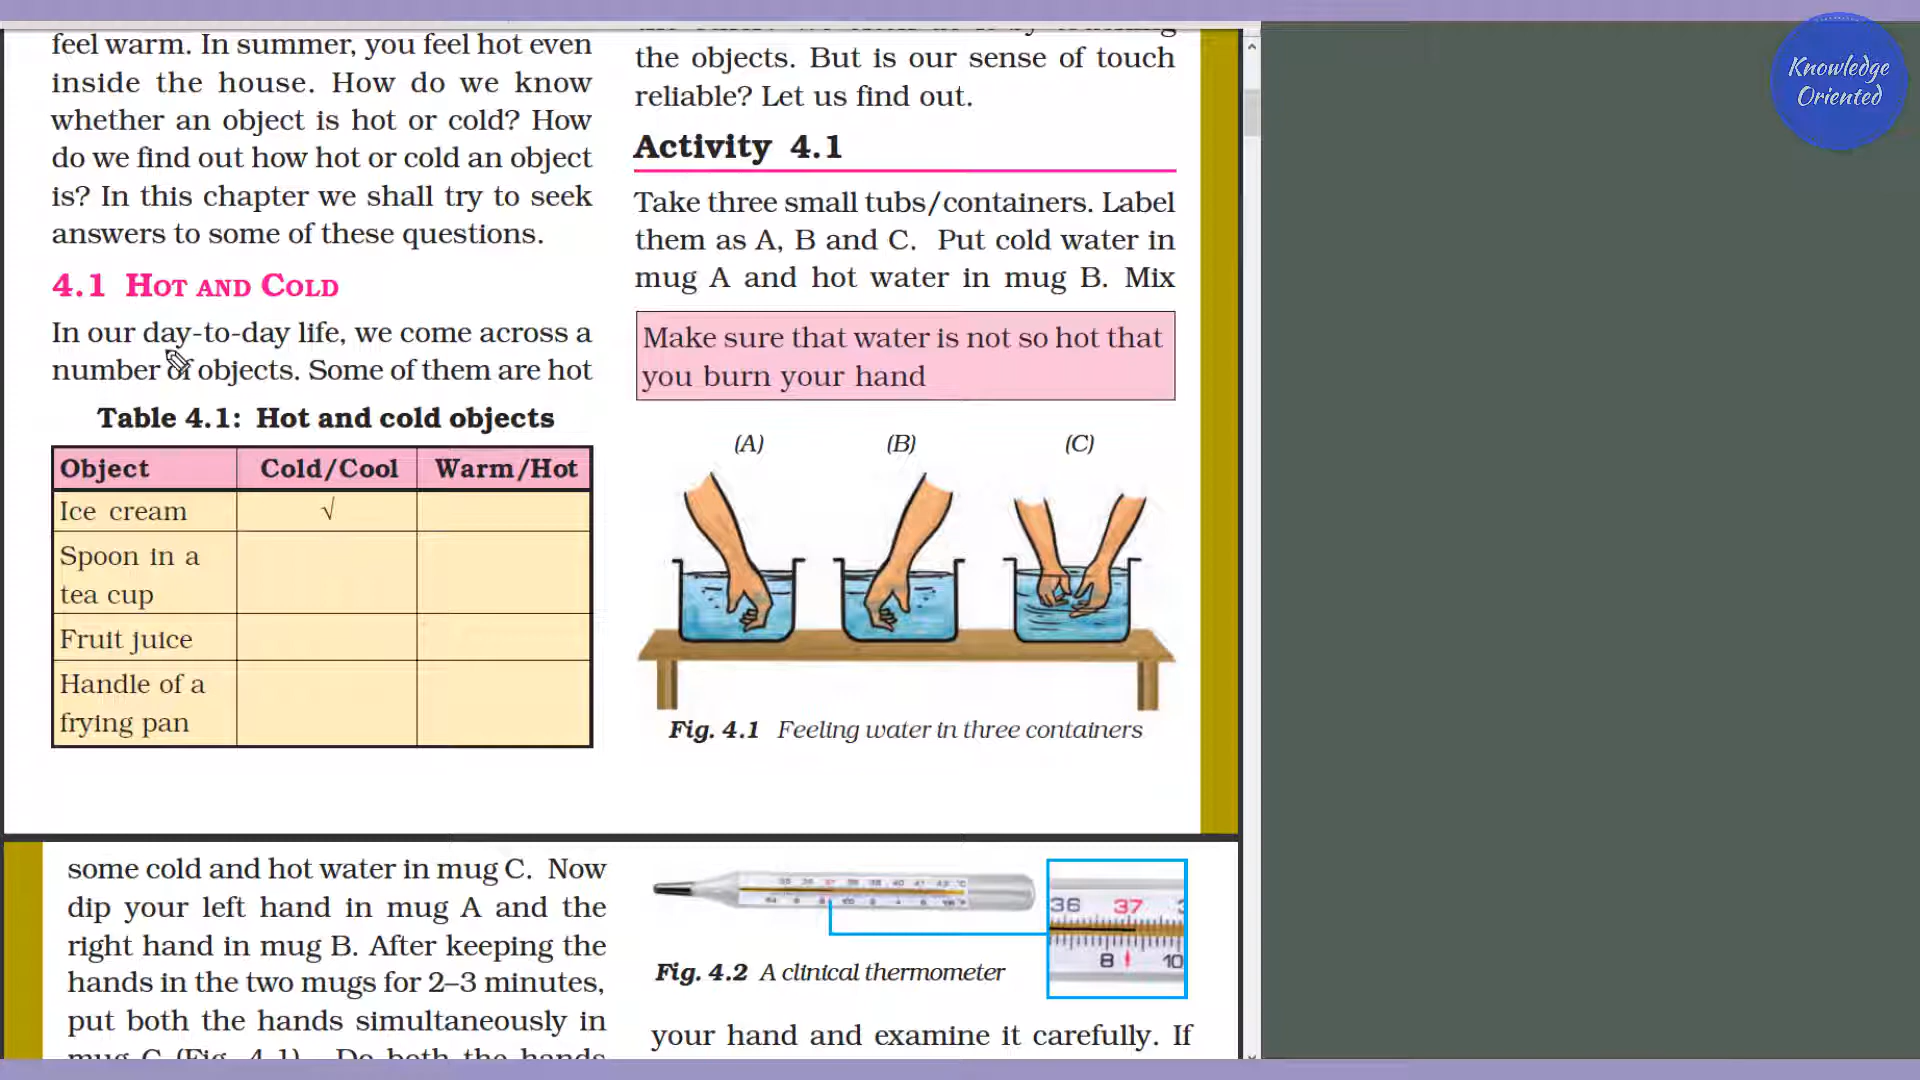 feel warm. In summer, you feel hot even
inside the house. How do we know
whether an object is hot or cold? How
do we find out how hot or cold an object
is? In this chapter we shall try to seek
answers to some of these questions.
4.1 HOT AND COLD
In our day-to-day life, we come across a
number of objects. Some of them are hot
Table 4.1: Hot and cold objects
Object Cold/Cool Warm/Hot
Ice cream √
Spoon in a
tea cup
Fruit juice
Handle of a
frying pan
the objects. But is our sense of touch
reliable? Let us find out.
Activity 4.1
Take three small tubs/containers. Label
them as A, B and C. Put cold water in
mug A and hot water in mug B. Mix
Make sure that water is not so hot that
you burn your hand
(A) (B) (C)
Fig. 4.1 Feeling water in three containers
some cold and hot water in mug C. Now
dip your left hand in mug A and the
right hand in mug B. After keeping the
hands in the two mugs for 2–3 minutes,
put both the hands simultaneously in
mug C (Fig. 4.1). Do both the hands
36 37
8 10
Fig. 4.2 A clinical thermometer
your hand and examine it carefully. If
Knowledge
Oriented